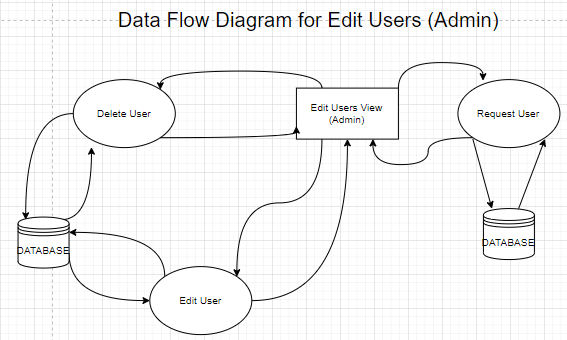 Data Flow Diagram for Edit Users (Admin)
Delete User
Edit Users View
(Admin)
Request User
DATABASE
DATABASE
Edit User